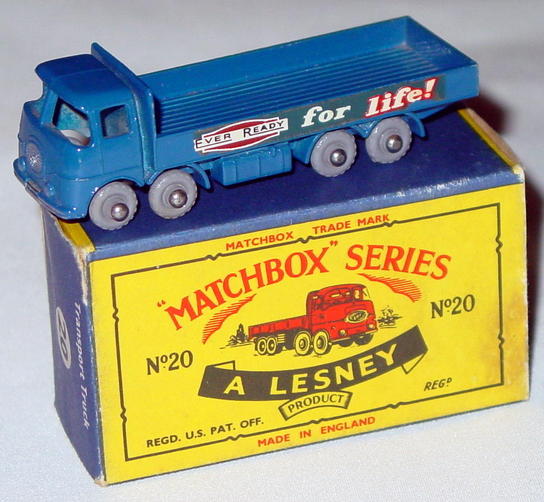 EVER READY for life!
MATCHBOX TRADE MARK
"MATCHBOX" SERIES
Nº20
Nº20
A LESNEY
PRODUCT
REGᴰ
REGD. U.S. PAT. OFF.
MADE IN ENGLAND
20
Transport Truck